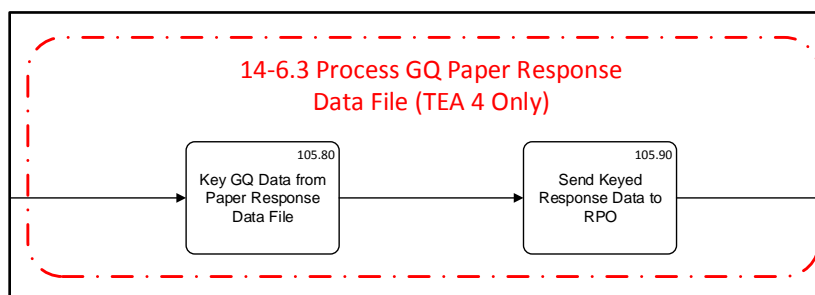 14-6.3 Process GQ Paper Response
Data File (TEA 4 Only)
105.80
Key GQ Data from
Paper Response
Data File
105.90
Send Keyed
Response Data to
RPO